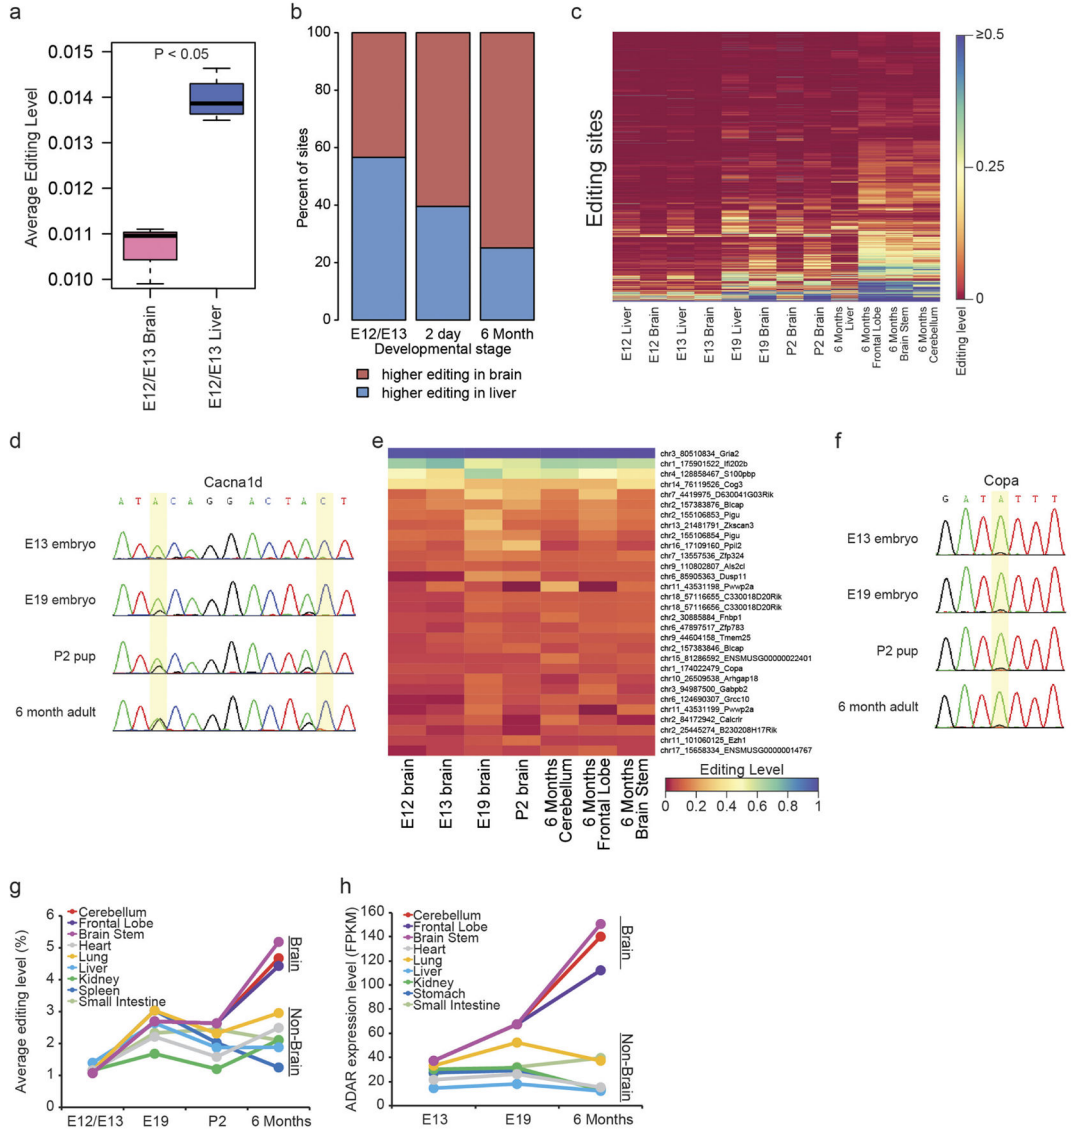 a
Average Editing Level
0.015
0.014
0.013
0.012
0.011
0.010
P < 0.05
E12/E13 Brain
E12/E13 Liver
b
Percent of sites
100
80
60
40
20
0
E12/E13
2 day
6 Month
Developmental stage
higher editing in brain
higher editing in liver
c
Editing sites
E12 Liver
E12 Brain
E13 Liver
E13 Brain
E19 Liver
E19 Brain
P2 Brain
P2 Brain
6 Months
Liver
6 Months
Frontal Lobe
6 Months
Brain Stem
6 Months
Cerebellum
≥0.5
0.25
0
Editing level
d
Cacna1d
A T A C A G G A C T A C T
E13 embryo
E19 embryo
P2 pup
6 month adult
e
chr3_80510834_Gria2
chr1_175901522_Ifi202b
chr4_128858467_S100pbp
chr14_76119526_Cog3
chr7_4419975_D630041G03Rik
chr2_157383876_Blcap
chr2_155106853_Pigu
chr13_21481791_Zkscan3
chr2_155106854_Pigu
chr16_17109160_Ppil2
chr7_13557536_Zfp324
chr9_110802807_Als2cl
chr6_85905363_Dusp11
chr11_43531198_Pwwp2a
chr18_57116655_C330018D20Rik
chr18_57116656_C330018D20Rik
chr2_30885884_Fnbp1
chr6_47897517_Zfp783
chr9_44604158_Tmem25
chr2_157383846_Blcap
chr15_81286592_ENSMUSG00000022401
chr1_174022479_Copa
chr10_26509538_Arhgap18
chr3_94987500_Gabpb2
chr6_124690307_Grcc10
chr11_43531199_Pwwp2a
chr2_84172942_Calcrlr
chr2_25445274_B230208H17Rik
chr11_101060125_Ezh1
chr17_15658334_ENSMUSG00000014767
E12 brain
E13 brain
E19 brain
P2 brain
6 Months
Cerebellum
6 Months
Frontal Lobe
6 Months
Brain Stem
Editing Level
0 0.2 0.4 0.6 0.8 1
f
Copa
G A T A T T T
E13 embryo
E19 embryo
P2 pup
6 month adult
g
Average editing level (%)
6
5
4
3
2
1
0
Cerebellum
Frontal Lobe
Brain Stem
Heart
Lung
Liver
Kidney
Spleen
Small Intestine
Brain
Non-Brain
E12/E13
E19
P2
6 Months
h
ADAR expression level (FPKM)
160
140
120
100
80
60
40
20
0
Cerebellum
Frontal Lobe
Brain Stem
Heart
Lung
Liver
Kidney
Stomach
Small Intestine
Brain
Non-Brain
E13
E19
6 Months